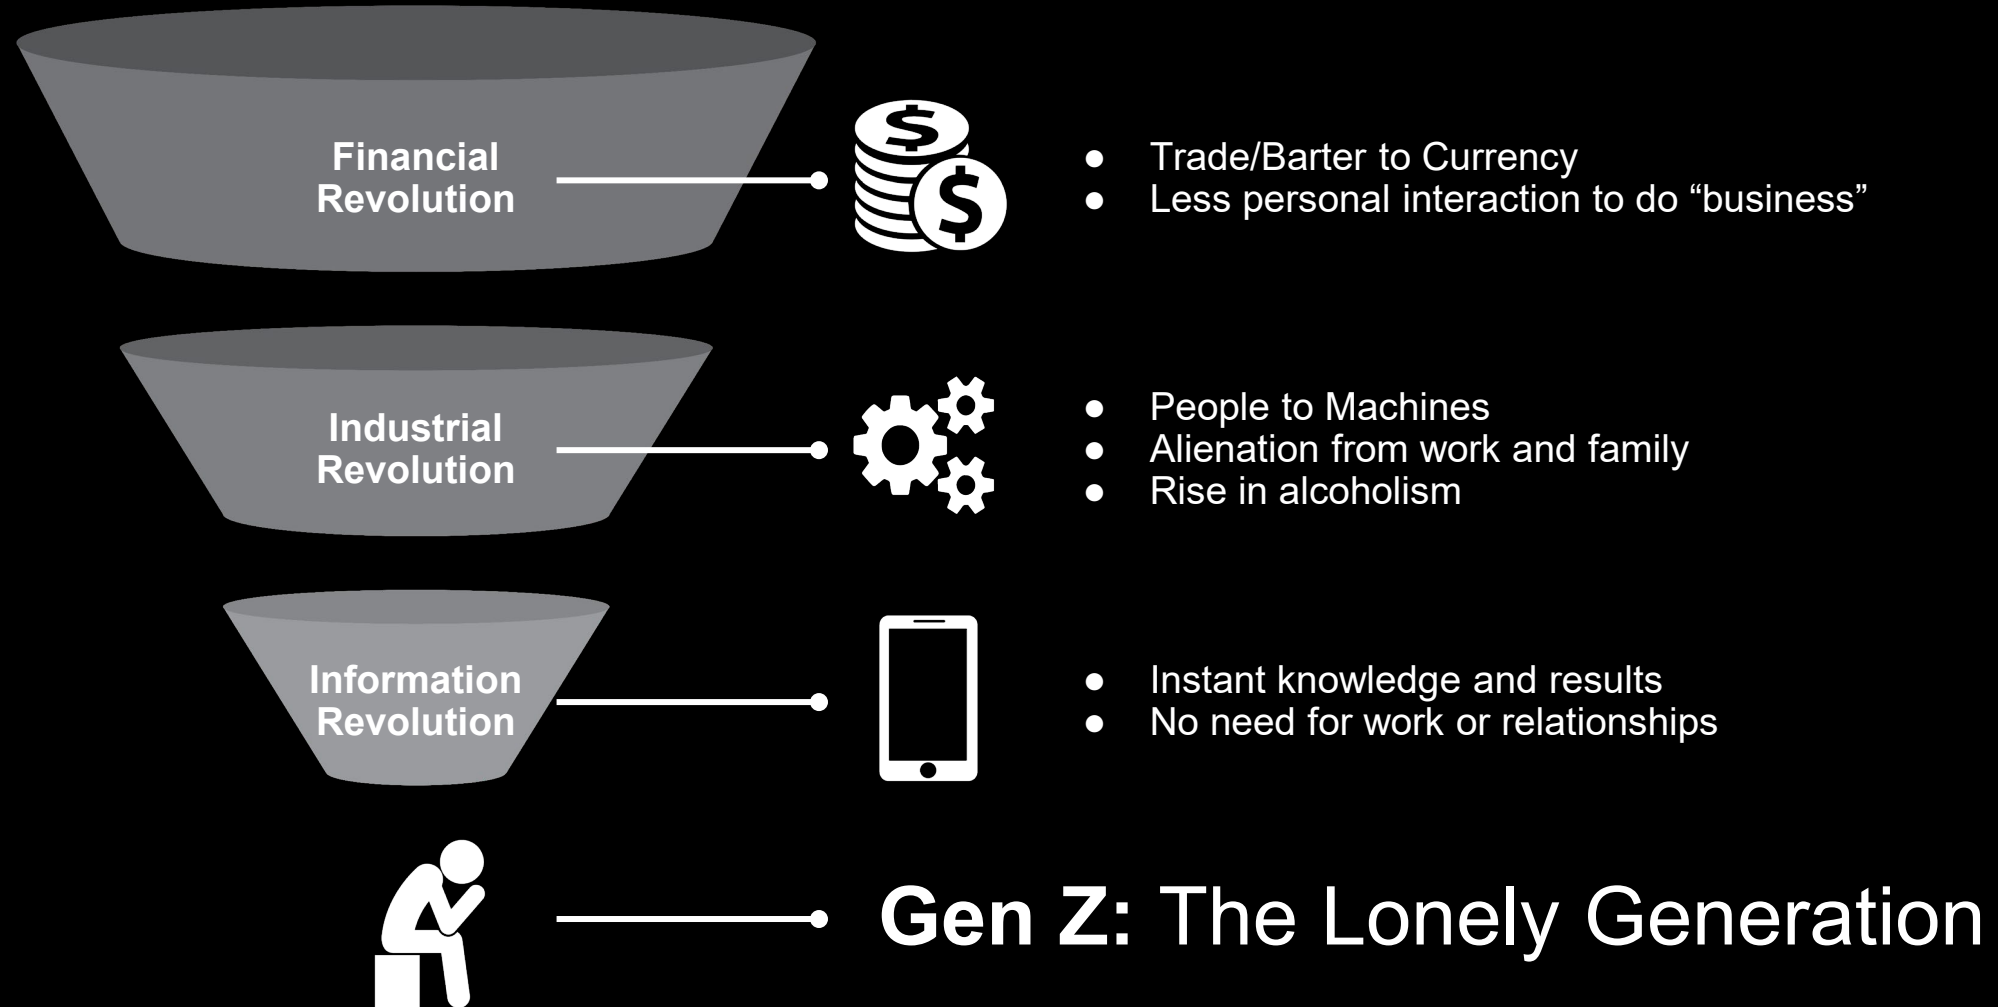 Financial
Revolution
$
$
● Trade/Barter to Currency
● Less personal interaction to do “business”
Industrial
Revolution
● People to Machines
● Alienation from work and family
● Rise in alcoholism
Information
Revolution
● Instant knowledge and results
● No need for work or relationships
Gen Z: The Lonely Generation